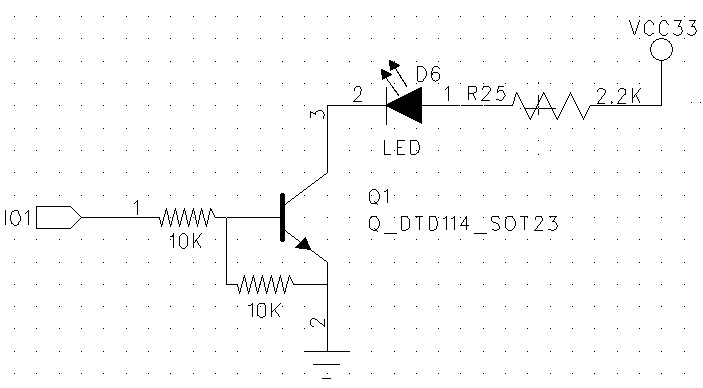 VCC33
D6
2
1
R25
2.2K
3
LED
Q1
IO1
1
Q_DTD114_SOT23
10K
10K
2